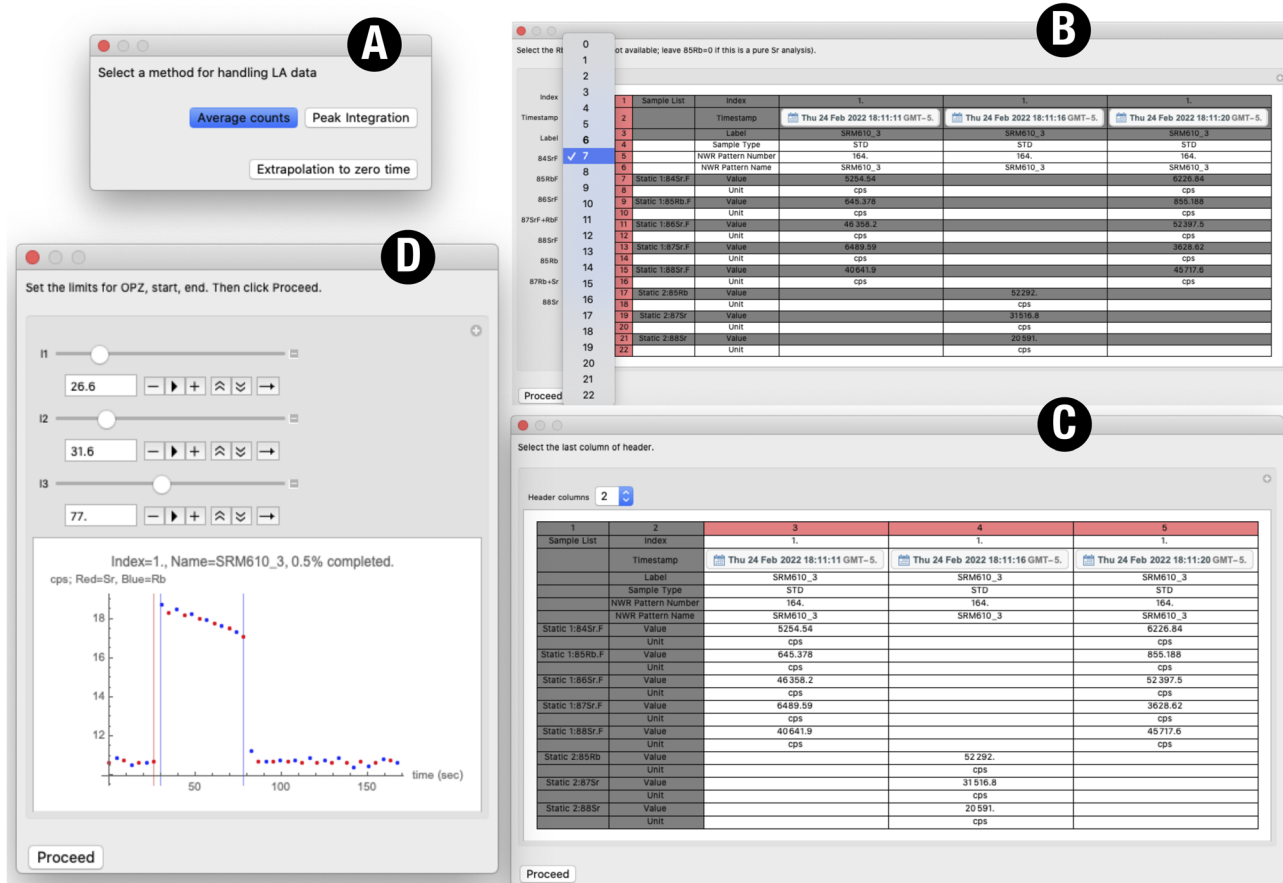 A
Select a method for handling LA data
Average counts Peak Integration
Extrapolation to zero time
B
Select the R ot available; leave 85Rb=0 if this is a pure Sr analysis).
0
1
2
3
4
5
6
✓ 7
8
9
10
11
12
13
14
15
16
17
18
19
20
21
22
Index
Timestamp
Label
84SrF
85RbF
86SrF
87SrF+RbF
88SrF
85Rb
87Rb+Sr
88Sr
1 Sample List Index 1. 1. 1.
2 Timestamp Thu 24 Feb 2022 18:11:11 GMT-5. Thu 24 Feb 2022 18:11:16 GMT-5. Thu 24 Feb 2022 18:11:20 GMT-5.
3 Label SRM610_3 SRM610_3 SRM610_3
4 Sample Type STD STD STD
5 NWR Pattern Number 164. 164. 164.
6 NWR Pattern Name SRM610_3 SRM610_3 SRM610_3
7 Static 1:84Sr.F Value 5254.54 6226.84
8 Unit cps cps
9 Static 1:85Rb.F Value 645.378 855.188
10 Unit cps cps
11 Static 1:86Sr.F Value 46358.2 52397.5
12 Unit cps cps
13 Static 1:87Sr.F Value 6489.59 3628.62
14 Unit cps cps
15 Static 1:88Sr.F Value 40641.9 45717.6
16 Unit cps cps
17 Static 2:85Rb Value 52292.
18 Unit cps
19 Static 2:87Sr Value 31516.8
20 Unit cps
21 Static 2:88Sr Value 20591.
22 Unit cps
Proceed
C
Select the last column of header.
Header columns 2
1 2 3 4 5
Sample List Index 1. 1. 1.
Timestamp Thu 24 Feb 2022 18:11:11 GMT-5. Thu 24 Feb 2022 18:11:16 GMT-5. Thu 24 Feb 2022 18:11:20 GMT-5.
Label SRM610_3 SRM610_3 SRM610_3
Sample Type STD STD STD
NWR Pattern Number 164. 164. 164.
NWR Pattern Name SRM610_3 SRM610_3 SRM610_3
Static 1:84Sr.F Value 5254.54 6226.84
Unit cps cps
Static 1:85Rb.F Value 645.378 855.188
Unit cps cps
Static 1:86Sr.F Value 46358.2 52397.5
Unit cps cps
Static 1:87Sr.F Value 6489.59 3628.62
Unit cps cps
Static 1:88Sr.F Value 40641.9 45717.6
Unit cps cps
Static 2:85Rb Value 52292.
Unit cps
Static 2:87Sr Value 31516.8
Unit cps
Static 2:88Sr Value 20591.
Unit cps
Proceed
D
Set the limits for OPZ, start, end. Then click Proceed.
l1
26.6
l2
31.6
l3
77.
Index=1., Name=SRM610_3, 0.5% completed.
cps; Red=Sr, Blue=Rb
18
16
14
12
50 100 150
time (sec)
Proceed